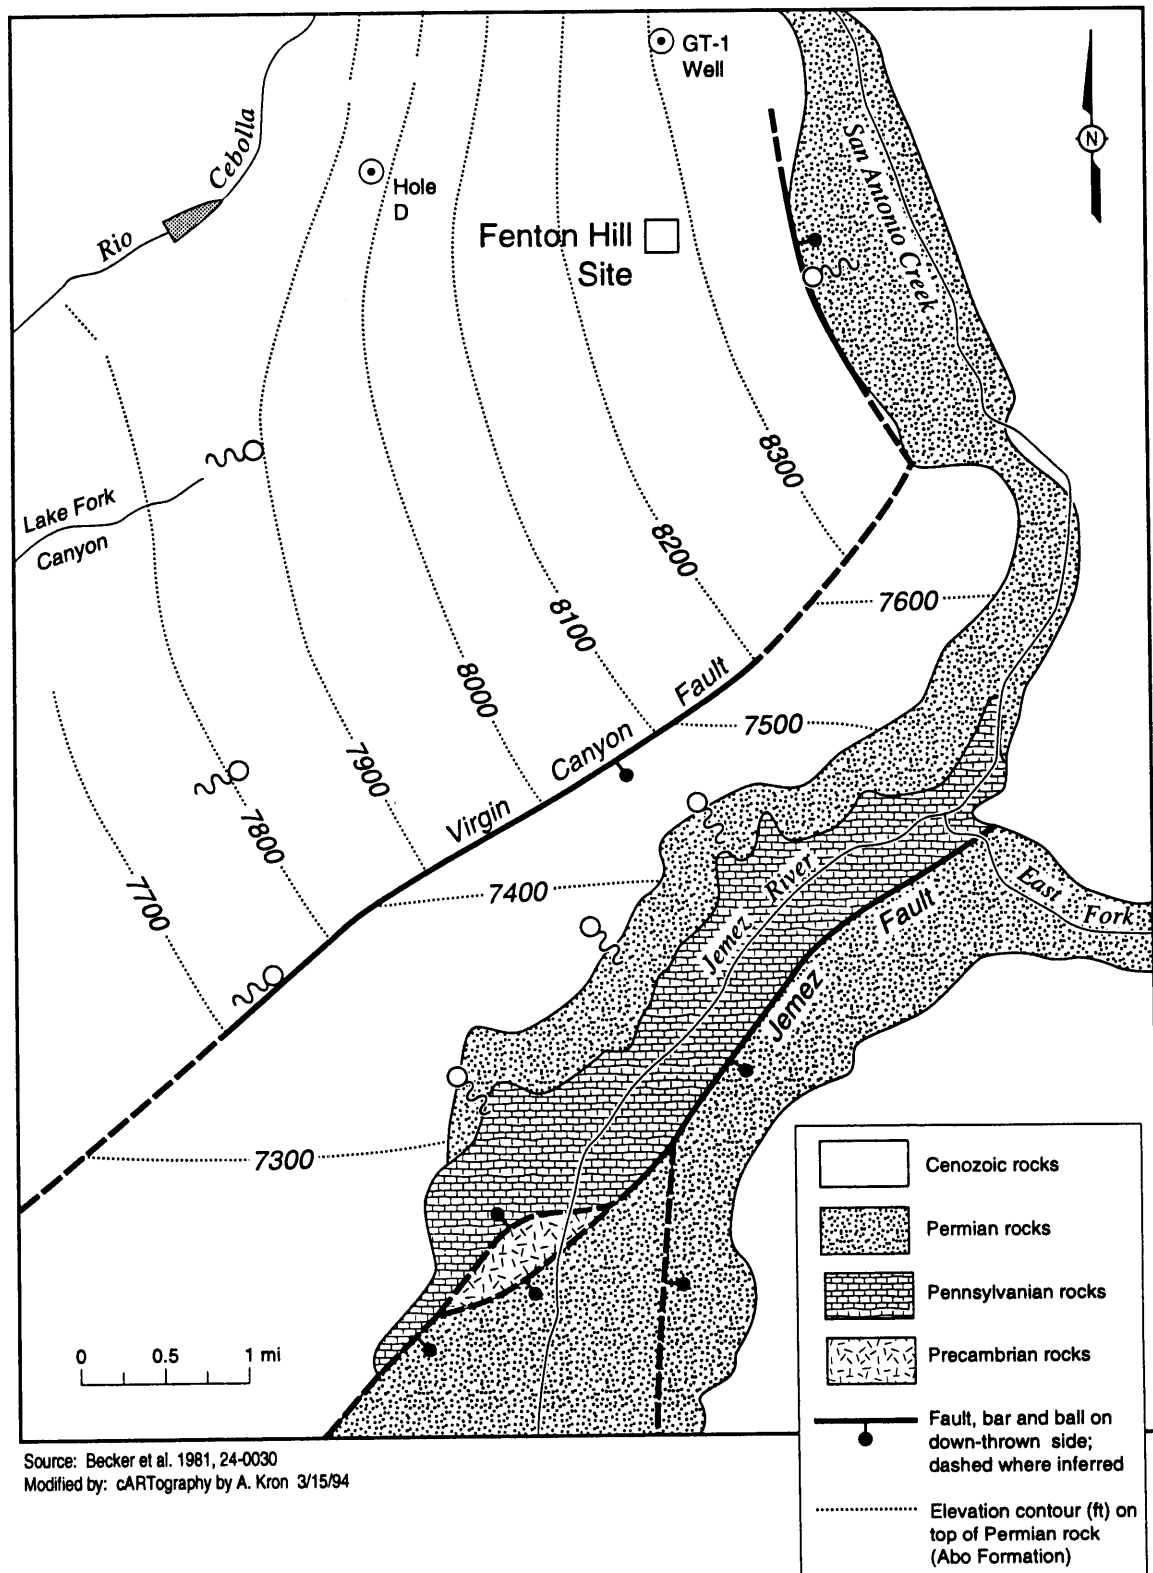 GT-1
Well
N
Rio Cebolla
Hole
D
San Antonio Creek
Fenton Hill
Site
8300
Lake Fork
Canyon
8200
7600
8100
8000
Virgin Canyon Fault
7500
7900
7800
7700
7400
Jemez River
East Fork
Jemez Fault
7300
0 0.5 1 mi
Cenozoic rocks
Permian rocks
Pennsylvanian rocks
Precambrian rocks
Fault, bar and ball on
down-thrown side;
dashed where inferred
Elevation contour (ft) on
top of Permian rock
(Abo Formation)
Source: Becker et al. 1981, 24-0030
Modified by: cARTography by A. Kron 3/15/94